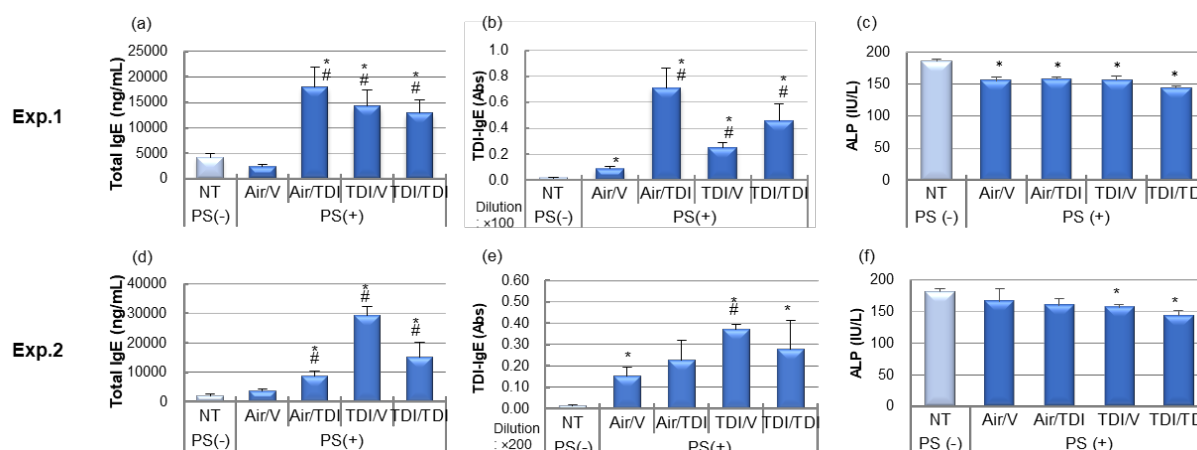 (a)
(b)
(c)
Exp.1
Total IgE (ng/mL)
25000
20000
15000
10000
5000
0
* # * # * #
NT Air/V Air/TDI TDI/V TDI/TDI
PS(-) PS(+)
TDI-IgE (Abs)
1.0
0.8
0.6
0.4
0.2
0.0
* * # * # * #
NT Air/V Air/TDI TDI/V TDI/TDI
Dilution : ×100
PS(-) PS(+)
ALP (IU/L)
200
150
100
50
0
* * * *
NT Air/V Air/TDI TDI/V TDI/TD
PS (-) PS (+)
(d)
(e)
(f)
Exp.2
Total IgE (ng/mL)
40000
30000
20000
10000
0
* # * # * #
NT Air/V Air/TDI TDI/V TDI/TDI
PS(-) PS(+)
TDI-IgE (Abs)
0.60
0.50
0.40
0.30
0.20
0.10
0.00
* * # *
NT Air/V Air/TDI TDI/V TDI/TDI
Dilution : ×200
PS(-) PS(+)
ALP (IU/L)
200
150
100
50
0
* *
NT Air/V Air/TDI TDI/V TDI/TD
PS (-) PS (+)